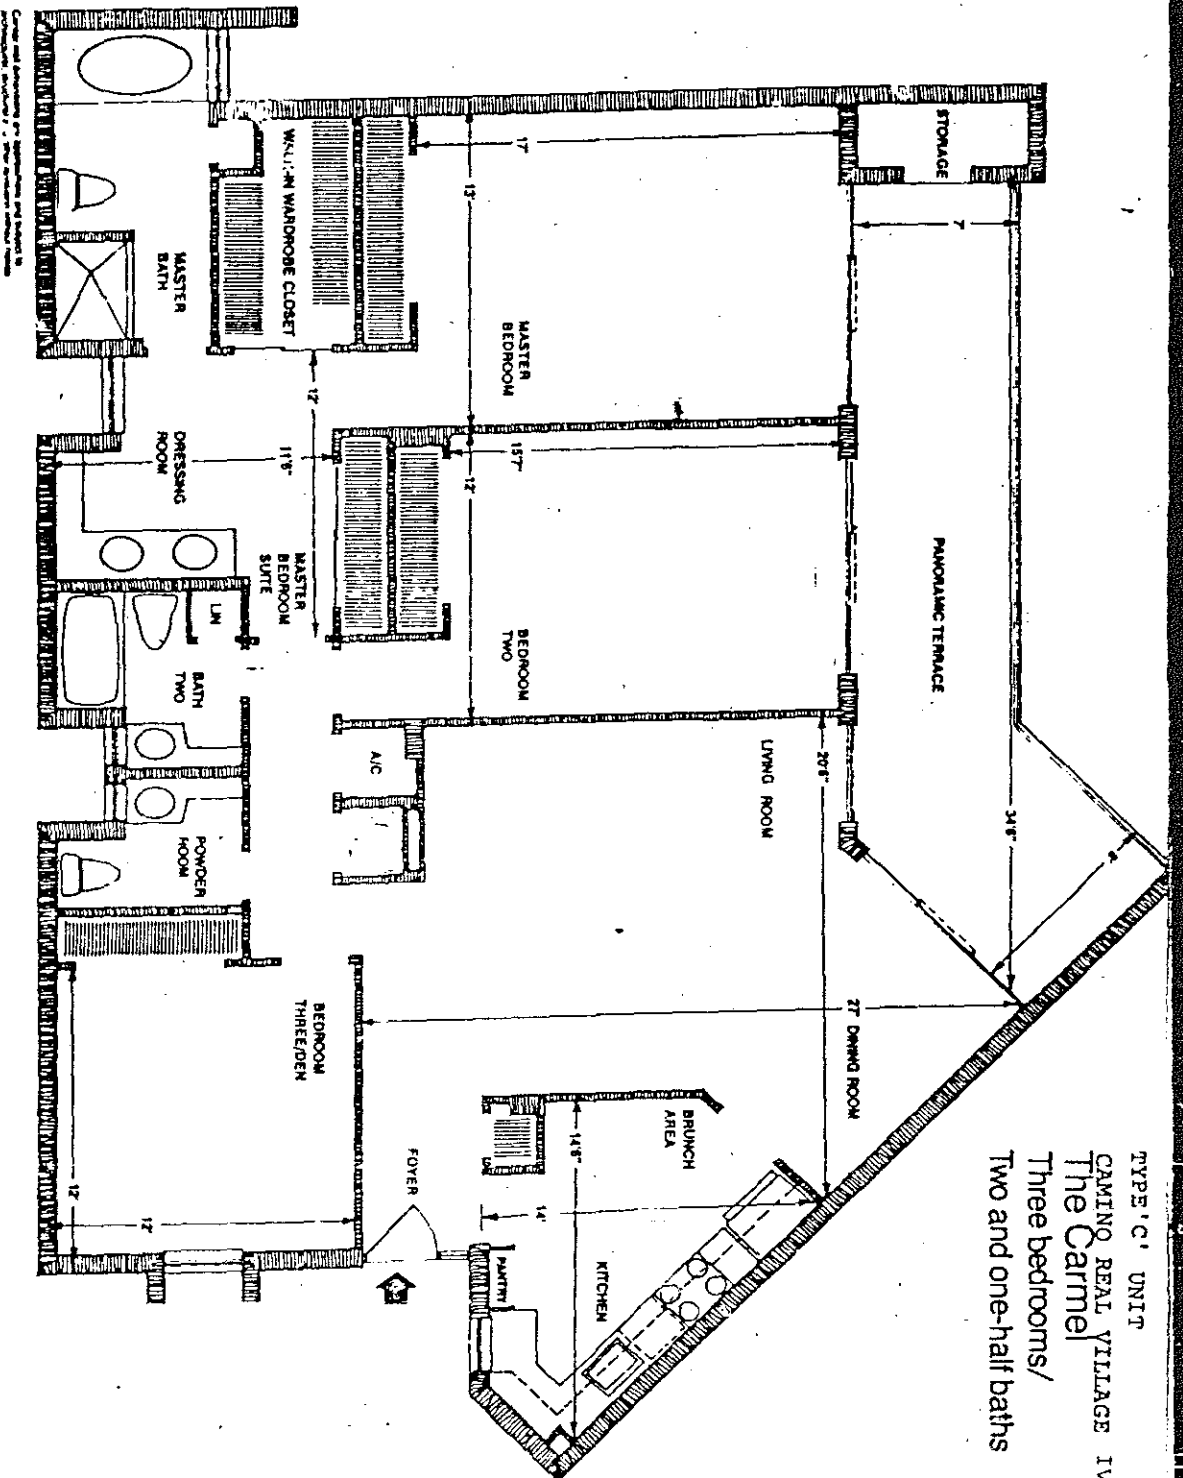 TYPE 'C' UNIT
CAMINO REAL VILLAGE IV
The Carmel
Three bedrooms/
Two and one-half baths
STORAGE
7'
PANORAMIC TERRACE
34'6"
17'
13'
MASTER
BEDROOM
15'7"
12'
BEDROOM
TWO
LIVING ROOM
20'6"
27' DINING ROOM
WALK-IN WARDROBE CLOSET
12'
MASTER
BATH
DRESSING
ROOM
11'6"
MASTER
BEDROOM
SUITE
LIN
BATH
TWO
A/C
POWDER
ROOM
BEDROOM
THREE/DEN
12'
12'
FOYER
BRUNCH
AREA
14'6"
14'
PANTRY
KITCHEN